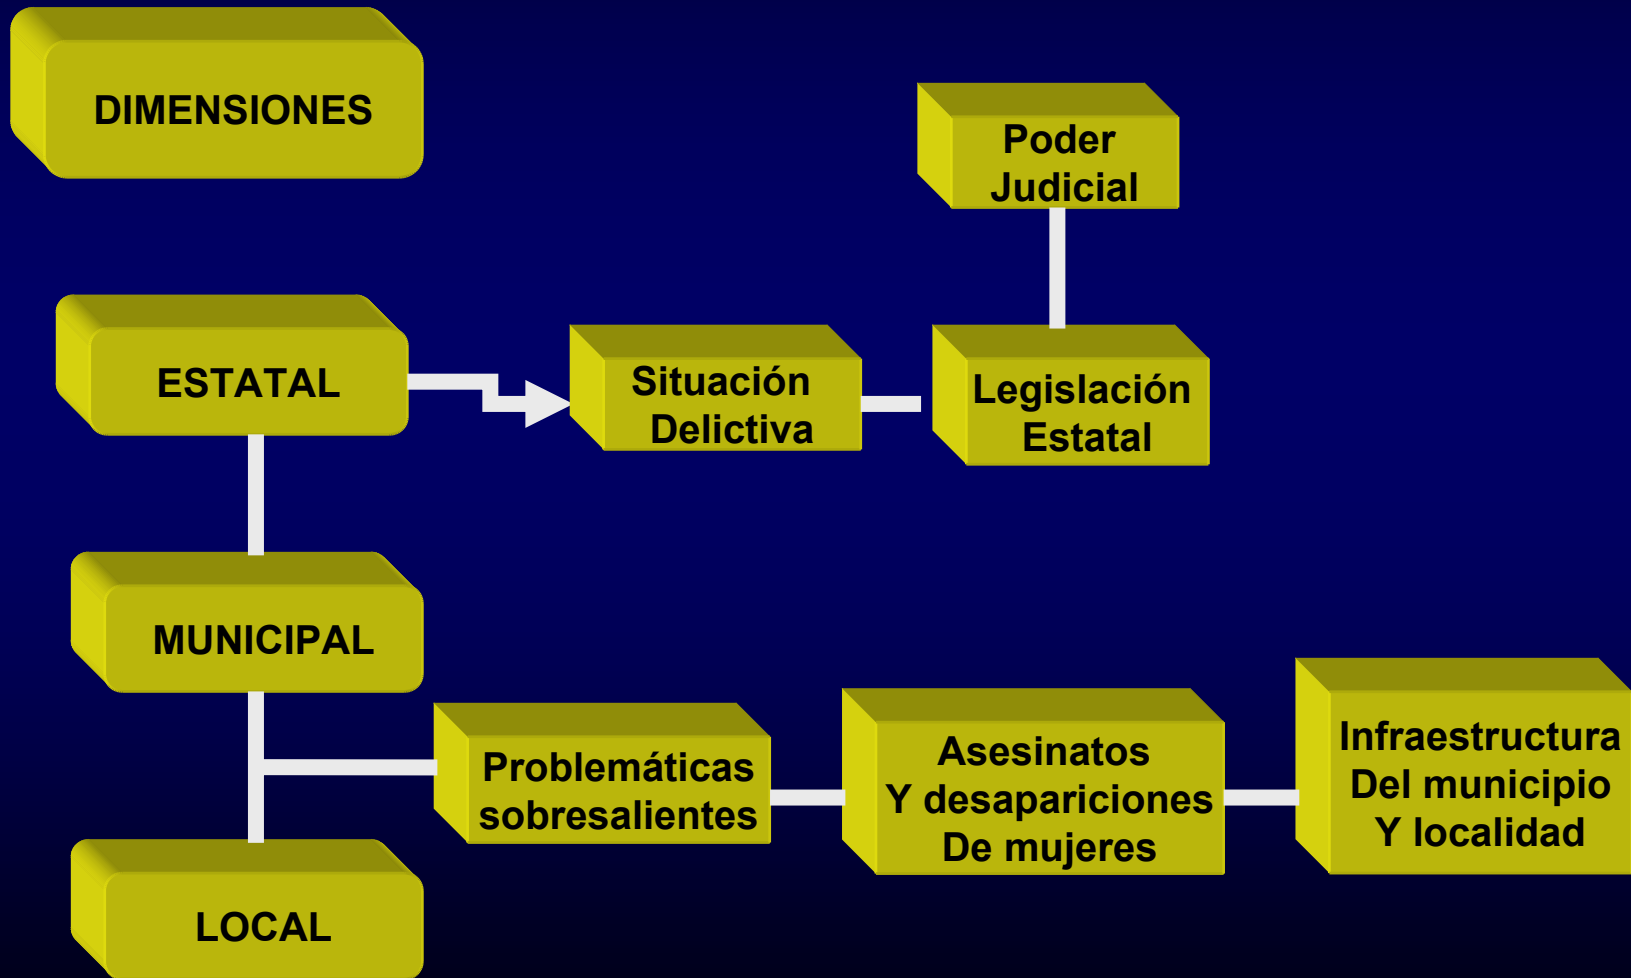 DIMENSIONES
Poder
Judicial
ESTATAL
Situación
Delictiva
Legislación
Estatal
MUNICIPAL
Problemáticas
sobresalientes
Asesinatos
Y desapariciones
De mujeres
Infraestructura
Del municipio
Y localidad
LOCAL